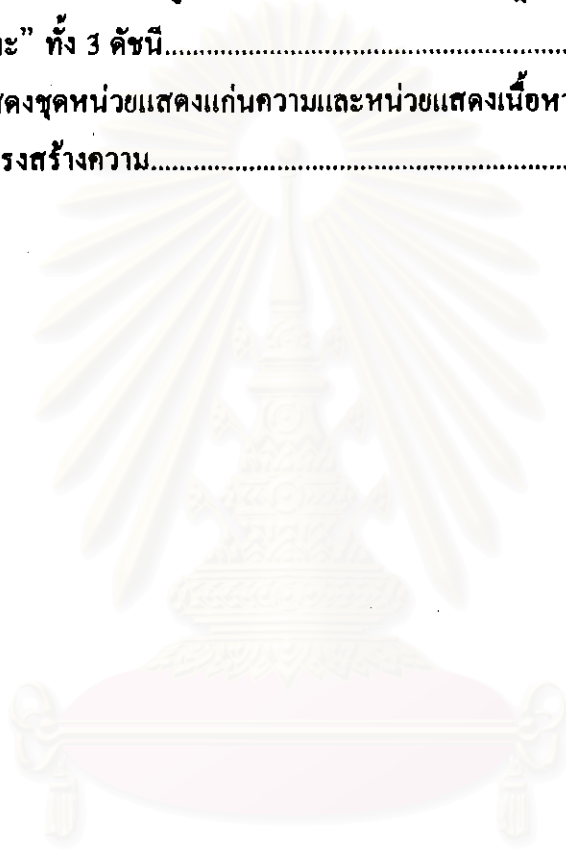 ะ” ทั้ง 3 ดัชนี........................................................
สดงชุดหน่วยแสดงแก่นความและหน่วยแสดงเนื้อหา
รงสร้างความ........................................................